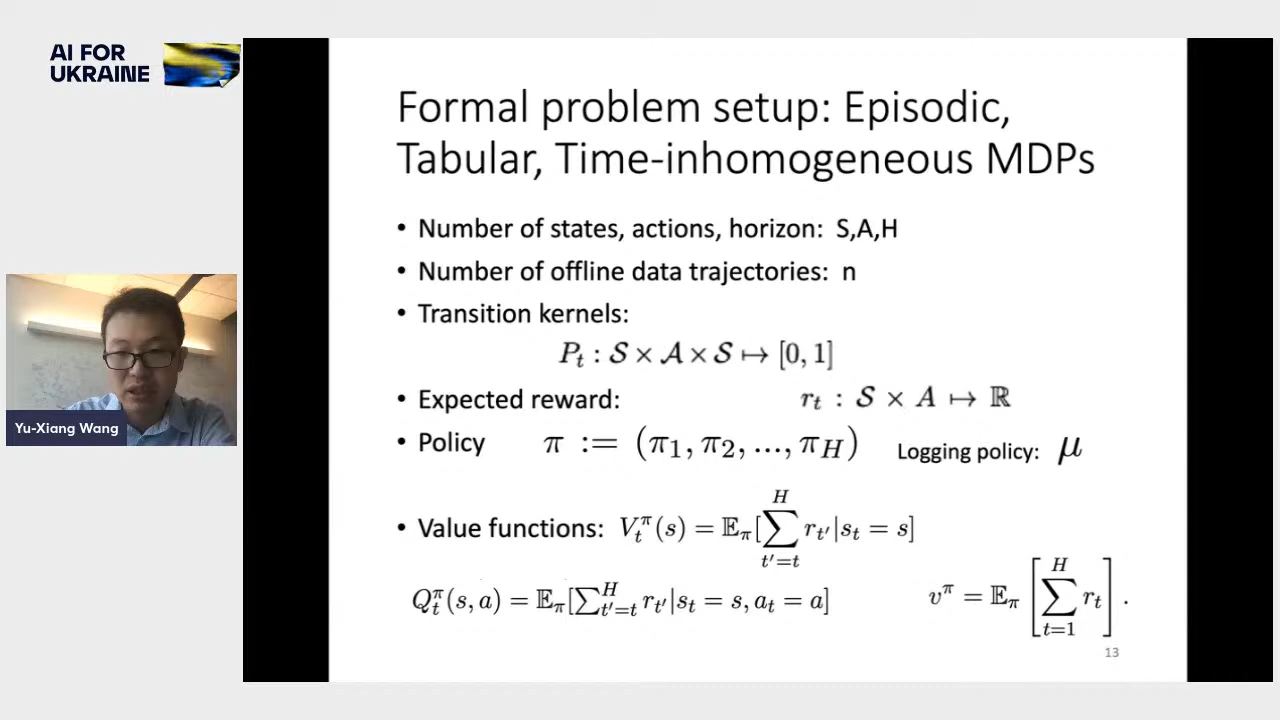 AI FOR
UKRAINE
Formal problem setup: Episodic,
Tabular, Time-inhomogeneous MDPs
• Number of states, actions, horizon: S,A,H
• Number of offline data trajectories: n
• Transition kernels:
P_t : 𝒮 × 𝒜 × 𝒮 ↦ [0, 1]
• Expected reward: r_t : 𝒮 × A ↦ ℝ
• Policy π := (π_1, π_2, ..., π_H) Logging policy: μ
• Value functions: V_t^π(s) = 𝔼_π[∑_{t'=t}^{H} r_{t'}|s_t = s]
Q_t^π(s, a) = 𝔼_π[∑_{t'=t}^{H} r_{t'}|s_t = s, a_t = a] v^π = 𝔼_π [∑_{t=1}^{H} r_t] .
13
Yu-Xiang Wang